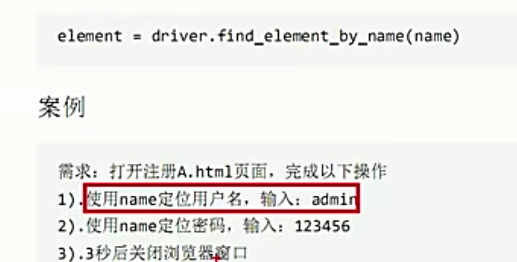 element = driver.find_element_by_name(name)
案例
需求：打开注册A.html页面，完成以下操作
1).使用name定位用户名，输入：admin
2).使用name定位密码，输入：123456
3).3秒后关闭浏览器窗口